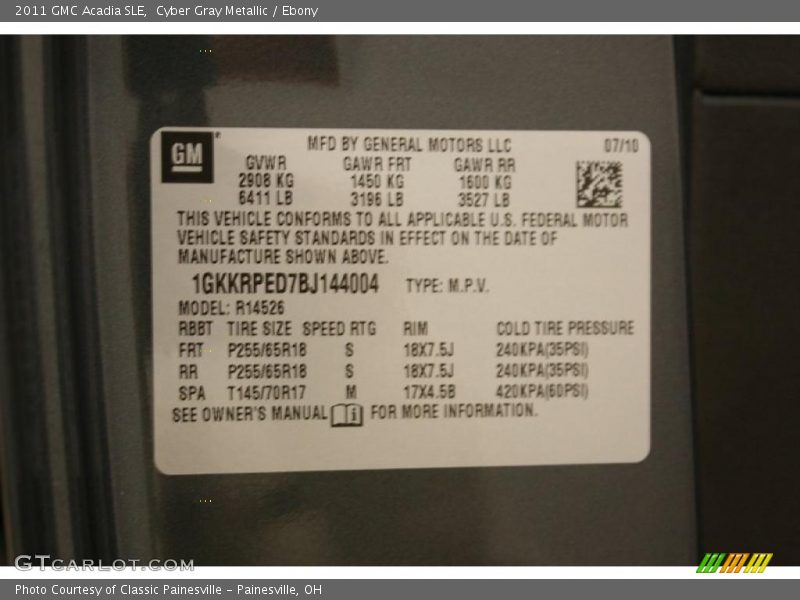 2011 GMC Acadia SLE, Cyber Gray Metallic / Ebony
GM
MFD BY GENERAL MOTORS LLC 07/10
GVWR GAWR FRT GAWR RR
2908 KG 1450 KG 1600 KG
6411 LB 3196 LB 3527 LB
THIS VEHICLE CONFORMS TO ALL APPLICABLE U.S. FEDERAL MOTOR
VEHICLE SAFETY STANDARDS IN EFFECT ON THE DATE OF
MANUFACTURE SHOWN ABOVE.
1GKKRPED7BJ144004 TYPE: M.P.V.
MODEL: R14526
RBBT TIRE SIZE SPEED RTG RIM COLD TIRE PRESSURE
FRT P255/65R18 S 18X7.5J 240KPA(35PSI)
RR P255/65R18 S 18X7.5J 240KPA(35PSI)
SPA T145/70R17 M 17X4.5B 420KPA(60PSI)
SEE OWNER'S MANUAL i FOR MORE INFORMATION.
GTCARLOT.COM
Photo Courtesy of Classic Painesville - Painesville, OH